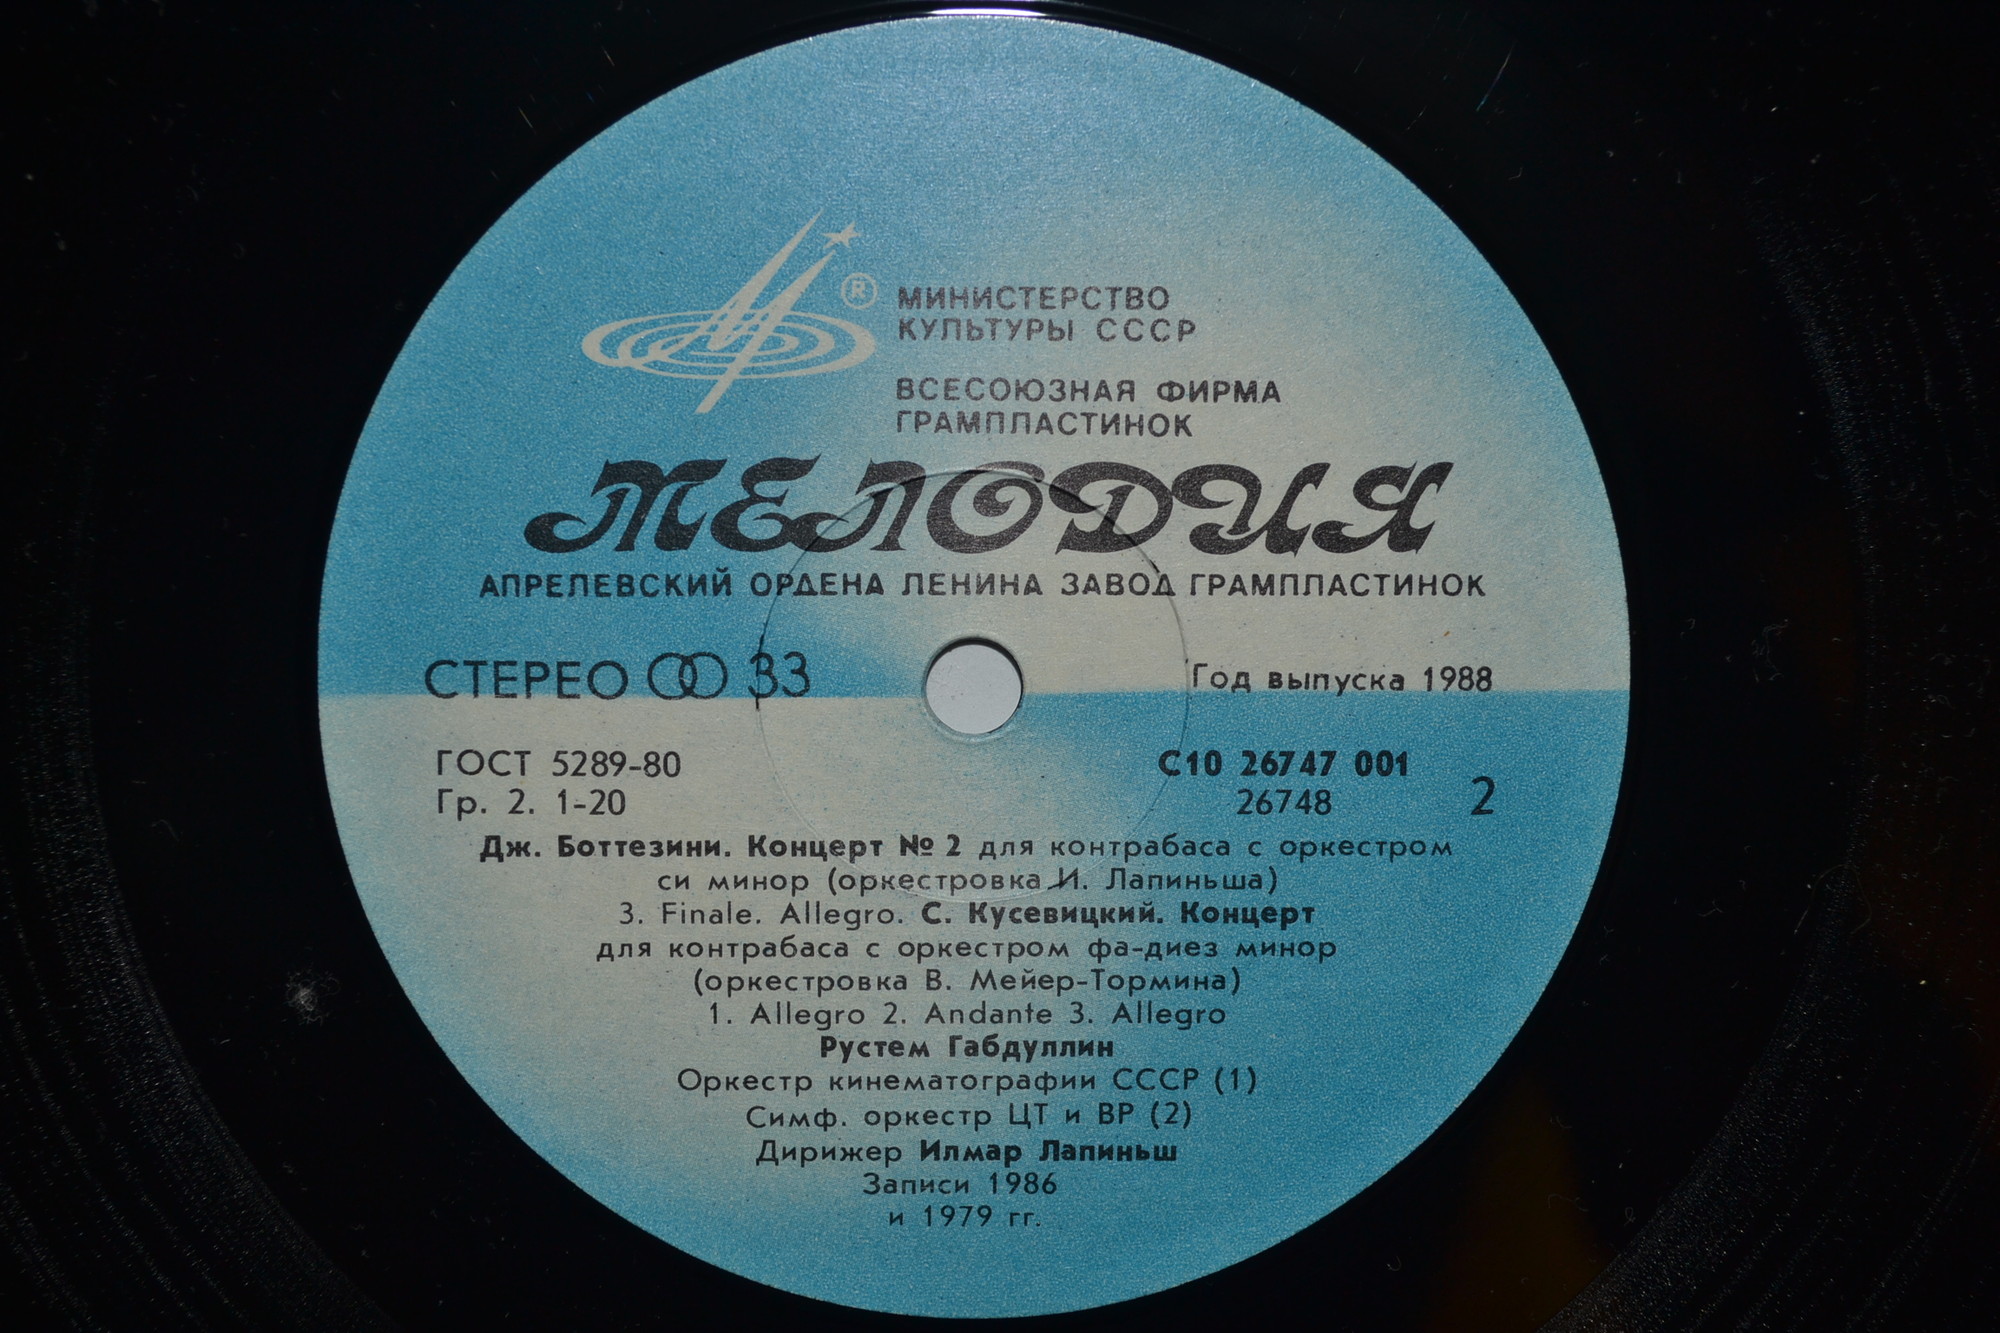 ®
МИНИСТЕРСТВО
КУЛЬТУРЫ СССР
ВСЕСОЮЗНАЯ ФИРМА
ГРАМПЛАСТИНОК
МЕЛОДИЯ
АПРЕЛЕВСКИЙ ОРДЕНА ЛЕНИНА ЗАВОД ГРАМПЛАСТИНОК
СТЕРЕО 33
Год выпуска 1988
ГОСТ 5289-80
Гр. 2. 1-20
С10 26747 001
26748
2
Дж. Боттезини. Концерт № 2 для контрабаса с оркестром
си минор (оркестровка И. Лапиньша)
3. Finale. Allegro. С. Кусевицкий. Концерт
для контрабаса с оркестром фа-диез минор
(оркестровка В. Мейер-Тормина)
1. Allegro 2. Andante 3. Allegro
Рустем Габдуллин
Оркестр кинематографии СССР (1)
Симф. оркестр ЦТ и ВР (2)
Дирижер Илмар Лапиньш
Записи 1986
и 1979 гг.